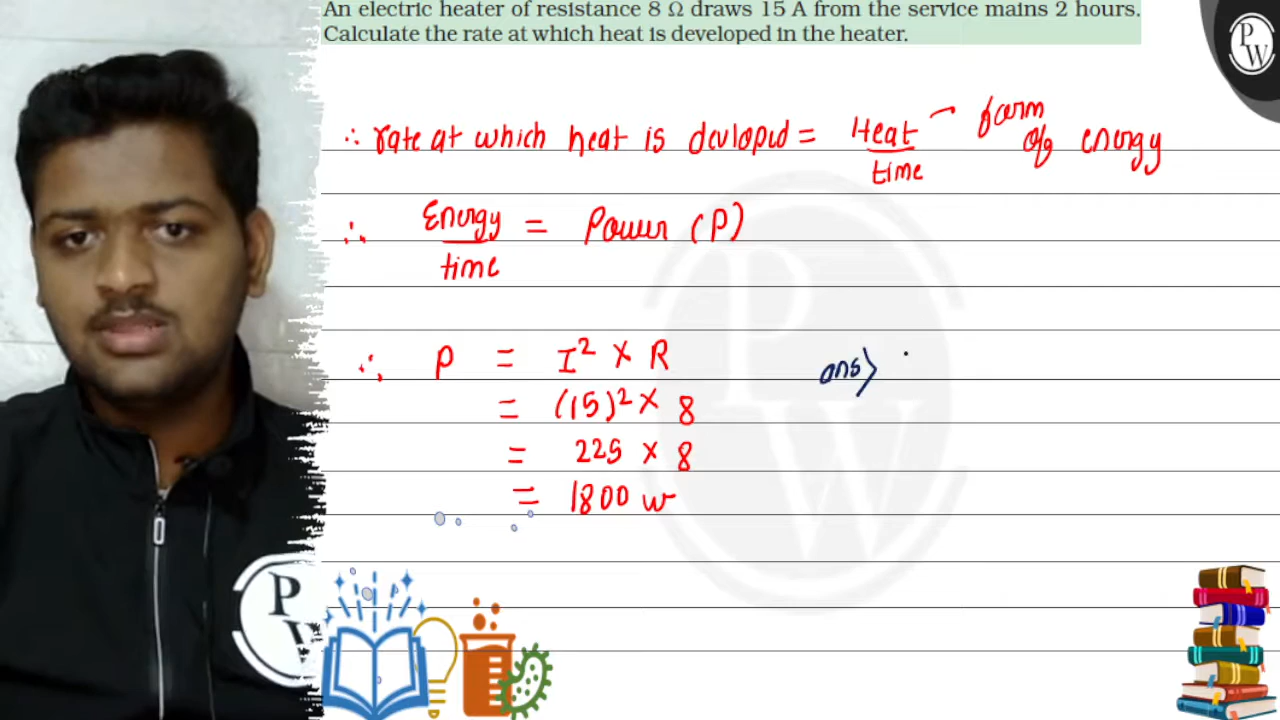 An electric heater of resistance 8 Ω draws 15 A from the service mains 2 hours.
Calculate the rate at which heat is developed in the heater.
P
W
∴ rate at which heat is devloped = Heat/time – form of energy
∴ Energy/time = Power (P)
∴ P = I² × R
= (15)² × 8
= 225 × 8
= 1800 w
ans>
P
W
PW